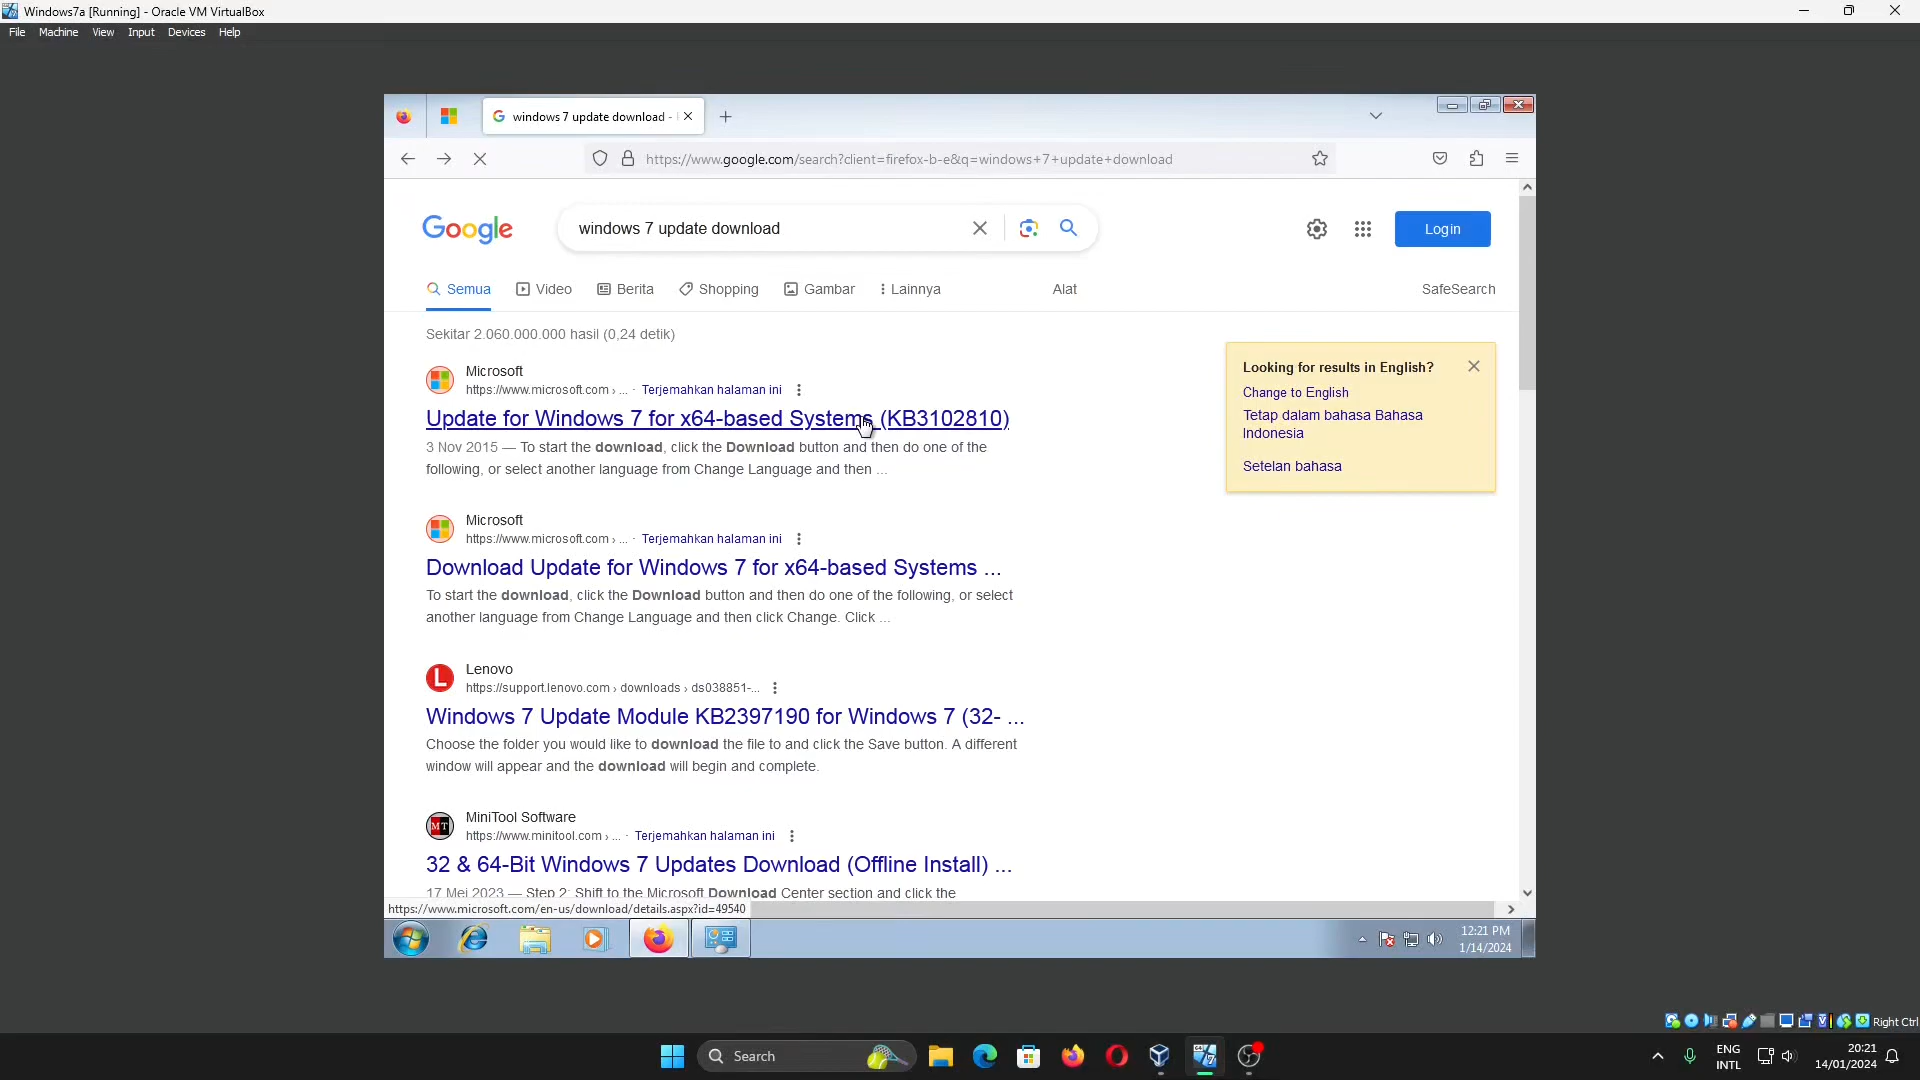 Windows7a [Running] - Oracle VM VirtualBox
File Machine View Input Devices Help
windows 7 update download -
https://www.google.com/search?client=firefox-b-e&q=windows+7+update+download
Google
windows 7 update download
Login
Semua Video Berita Shopping Gambar Lainnya Alat SafeSearch
Sekitar 2.060.000.000 hasil (0,24 detik)
Microsoft
https://www.microsoft.com › ... · Terjemahkan halaman ini
Update for Windows 7 for x64-based Systems (KB3102810)
3 Nov 2015 — To start the download, click the Download button and then do one of the
following, or select another language from Change Language and then ...
Looking for results in English?
Change to English
Tetap dalam bahasa Bahasa
Indonesia
Setelan bahasa
Microsoft
https://www.microsoft.com › ... · Terjemahkan halaman ini
Download Update for Windows 7 for x64-based Systems ...
To start the download, click the Download button and then do one of the following, or select
another language from Change Language and then click Change. Click ...
Lenovo
https://support.lenovo.com › downloads › ds038851-...
Windows 7 Update Module KB2397190 for Windows 7 (32- ...
Choose the folder you would like to download the file to and click the Save button. A different
window will appear and the download will begin and complete.
MT
MiniTool Software
https://www.minitool.com › ... · Terjemahkan halaman ini
32 & 64-Bit Windows 7 Updates Download (Offline Install) ...
17 Mei 2023 — Step 2: Shift to the Microsoft Download Center section and click the
https://www.microsoft.com/en-us/download/details.aspx?id=49540
12:21 PM
1/14/2024
Right Ctrl
Search
ENG
INTL
20:21
14/01/2024